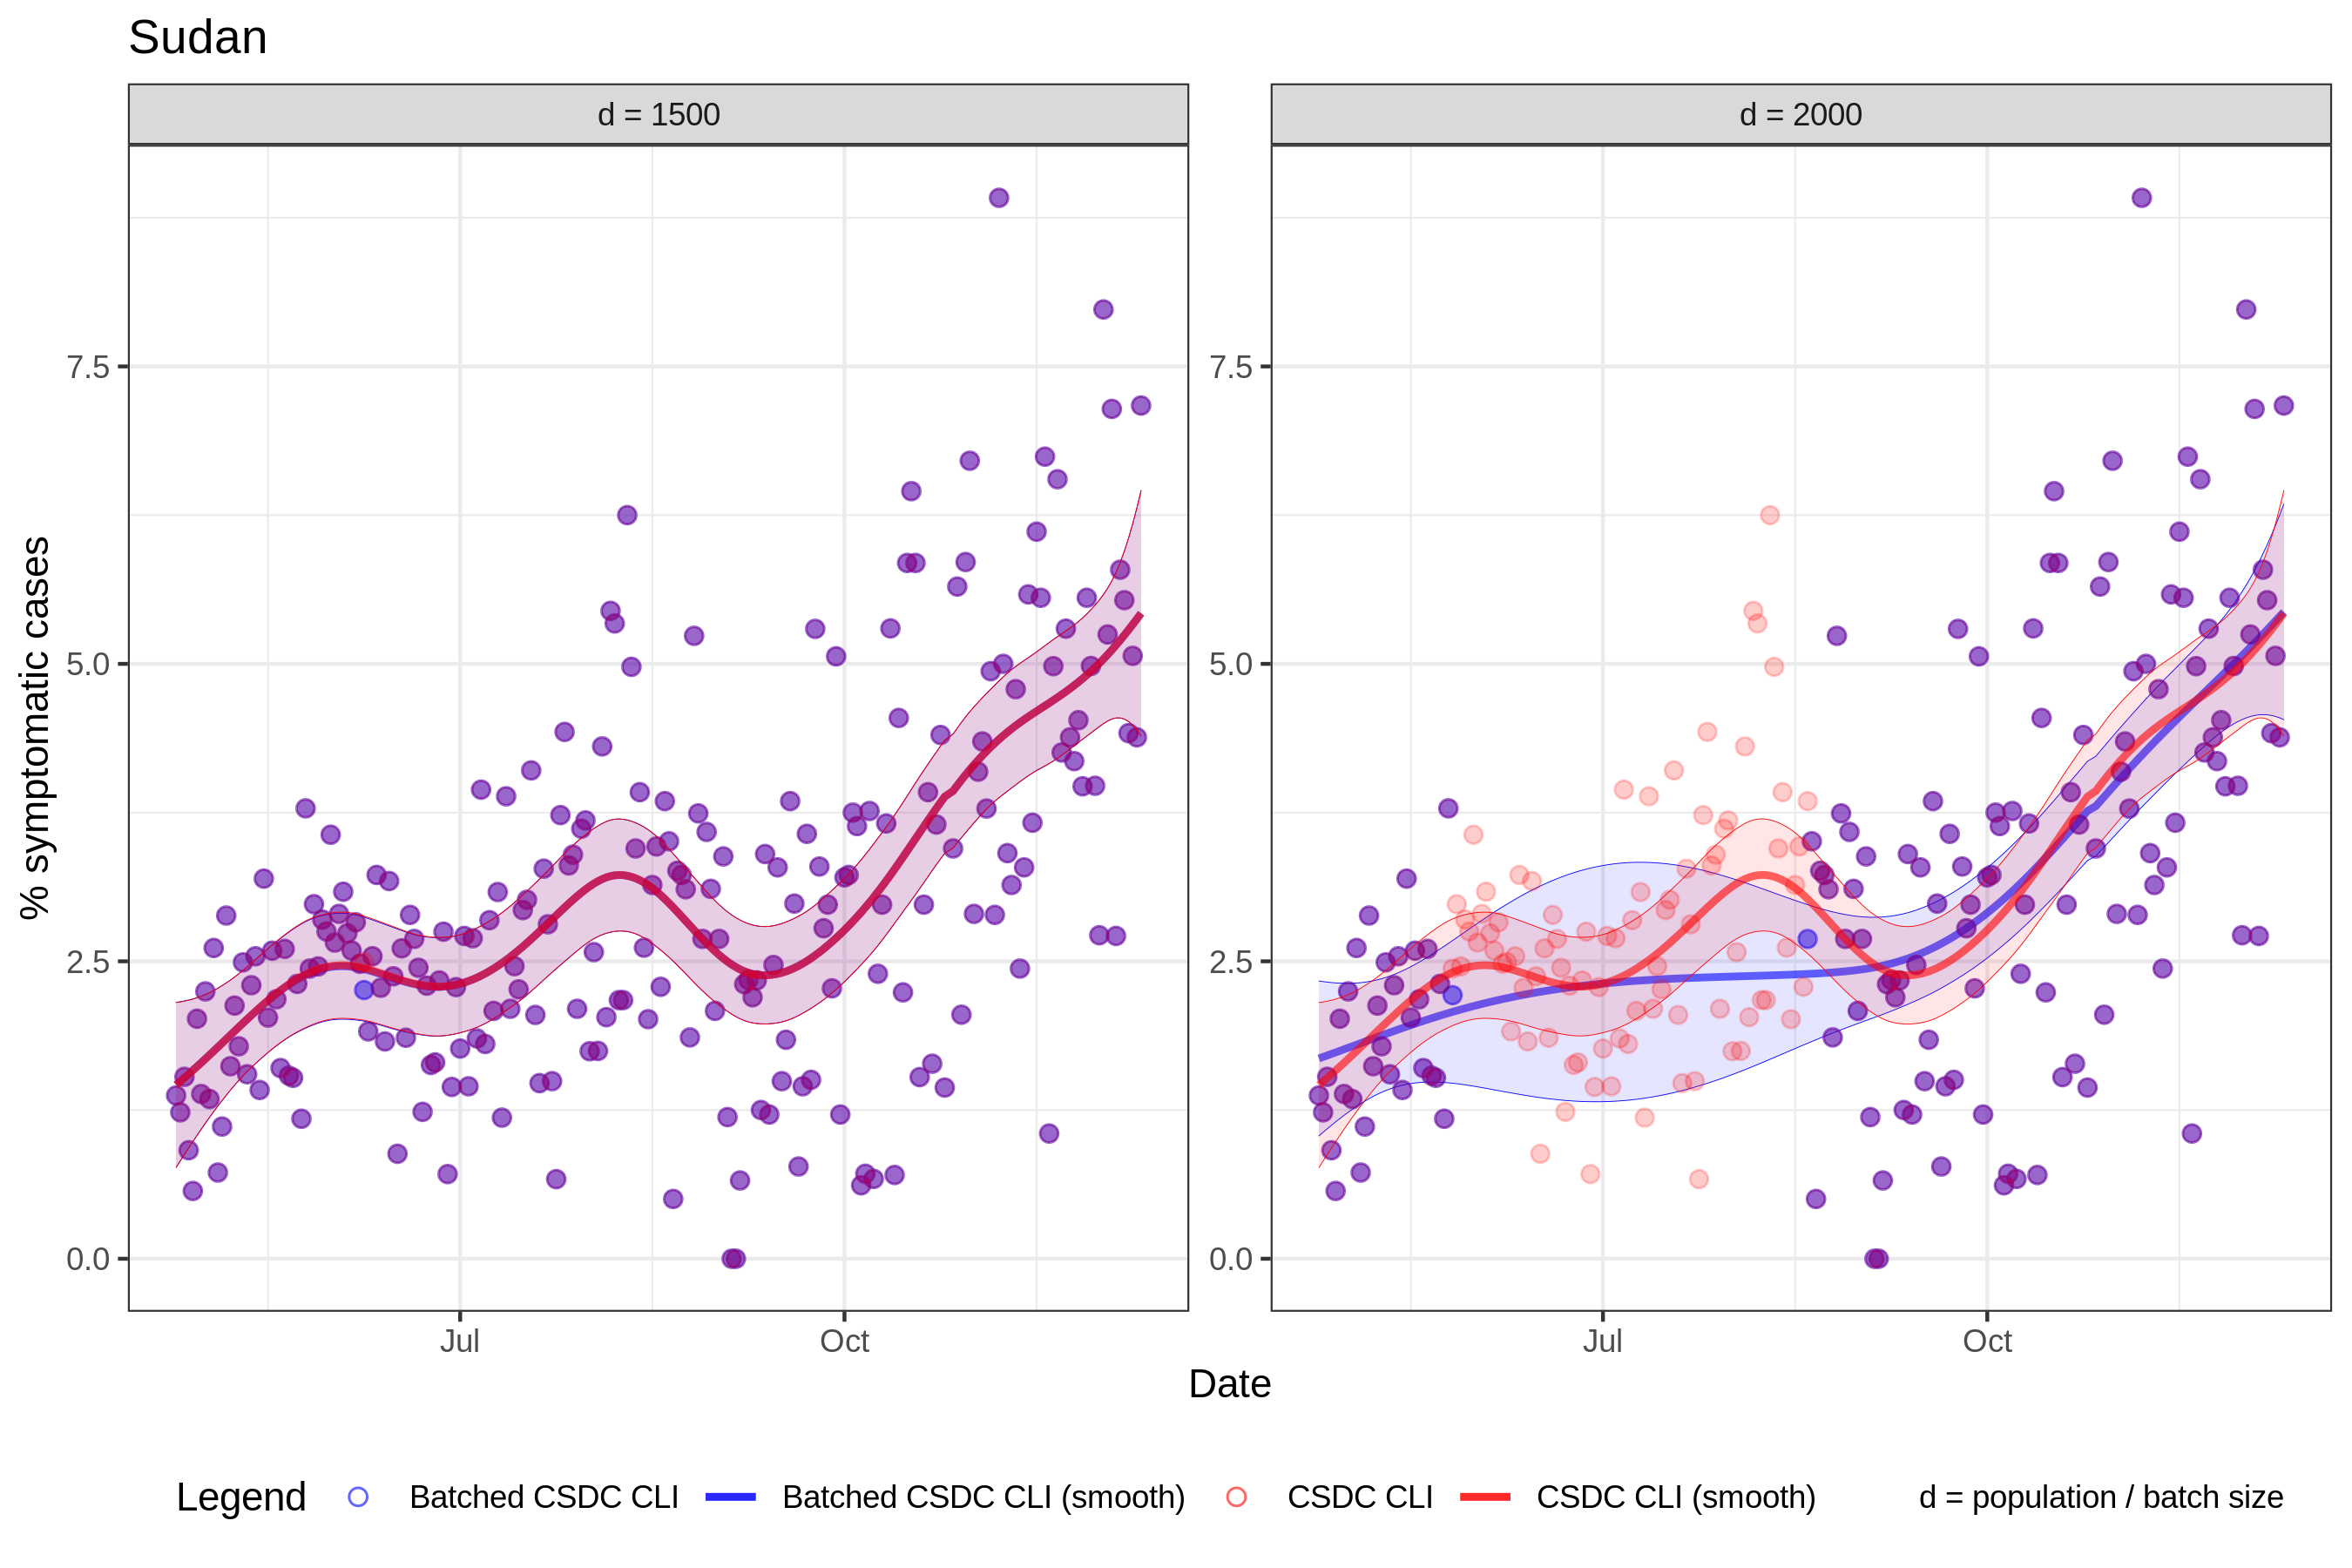 Sudan
d = 1500
d = 2000
% symptomatic cases
7.5
5.0
2.5
0.0
7.5
5.0
2.5
0.0
Jul
Oct
Jul
Oct
Date
Legend
Batched CSDC CLI
Batched CSDC CLI (smooth)
CSDC CLI
CSDC CLI (smooth)
d = population / batch size